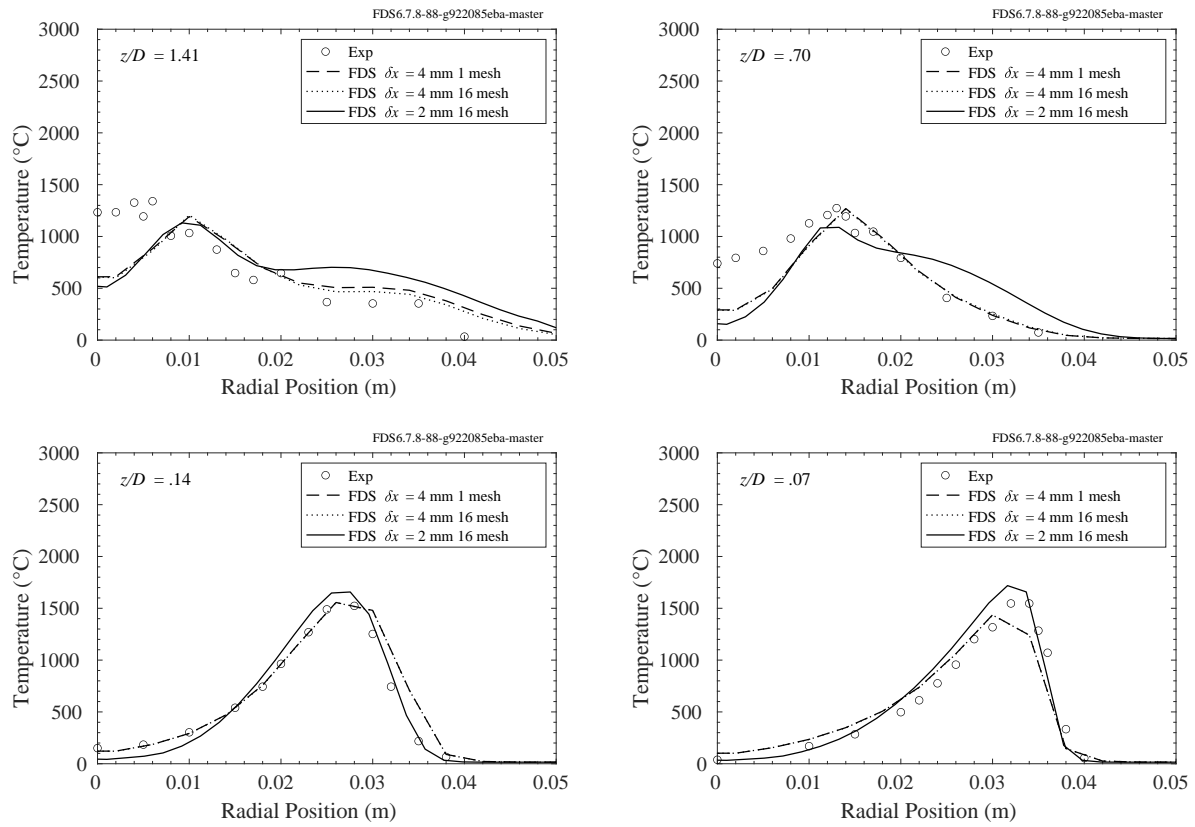 FDS6.7.8-88-g922085eba-master
z/D = 1.41
Exp
FDS δx = 4 mm 1 mesh
FDS δx = 4 mm 16 mesh
FDS δx = 2 mm 16 mesh
Temperature (°C)
3000
2500
2000
1500
1000
500
0
0 0.01 0.02 0.03 0.04 0.05
Radial Position (m)
FDS6.7.8-88-g922085eba-master
z/D = .70
Exp
FDS δx = 4 mm 1 mesh
FDS δx = 4 mm 16 mesh
FDS δx = 2 mm 16 mesh
Temperature (°C)
3000
2500
2000
1500
1000
500
0
0 0.01 0.02 0.03 0.04 0.05
Radial Position (m)
FDS6.7.8-88-g922085eba-master
z/D = .14
Exp
FDS δx = 4 mm 1 mesh
FDS δx = 4 mm 16 mesh
FDS δx = 2 mm 16 mesh
Temperature (°C)
3000
2500
2000
1500
1000
500
0
0 0.01 0.02 0.03 0.04 0.05
Radial Position (m)
FDS6.7.8-88-g922085eba-master
z/D = .07
Exp
FDS δx = 4 mm 1 mesh
FDS δx = 4 mm 16 mesh
FDS δx = 2 mm 16 mesh
Temperature (°C)
3000
2500
2000
1500
1000
500
0
0 0.01 0.02 0.03 0.04 0.05
Radial Position (m)